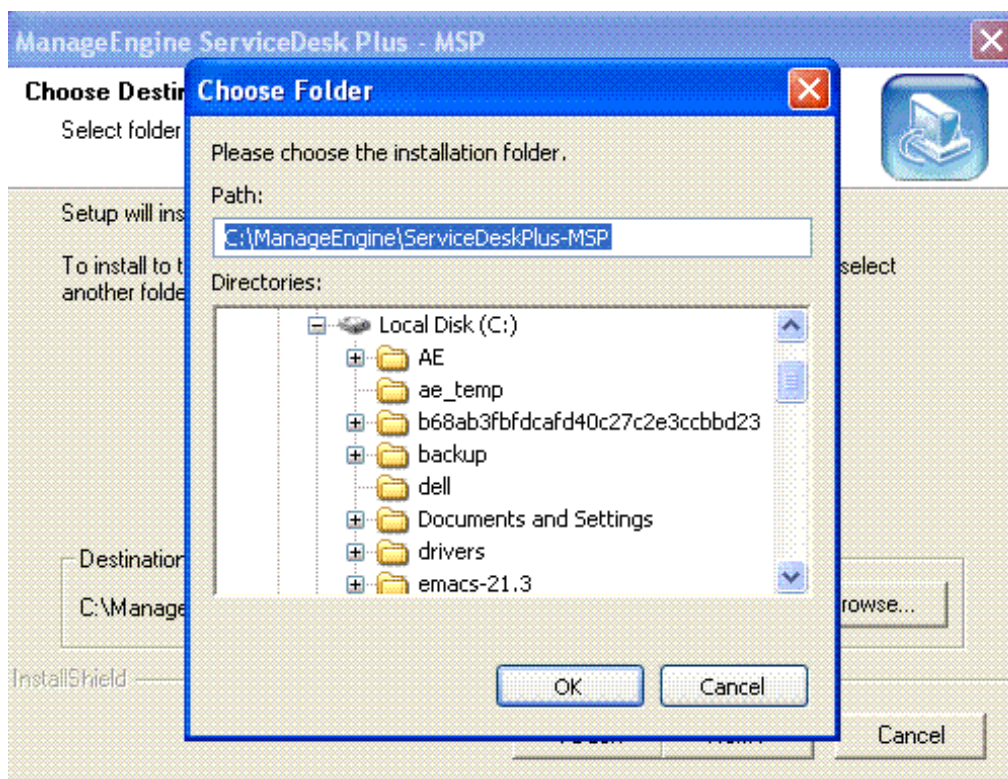 ManageEngine ServiceDesk Plus - MSP
Choose Destin
Select folder
Choose Folder
Please choose the installation folder.
Path:
C:\ManageEngine\ServiceDeskPlus-MSP
Directories:
Local Disk (C:)
AE
ae_temp
b68ab3fbfdcafd40c27c2e3ccbbd23
backup
dell
Documents and Settings
drivers
emacs-21.3
OK
Cancel
Setup will ins
To install to t
select
another folde
Destination
C:\Manage
rowse...
InstallShield
Cancel